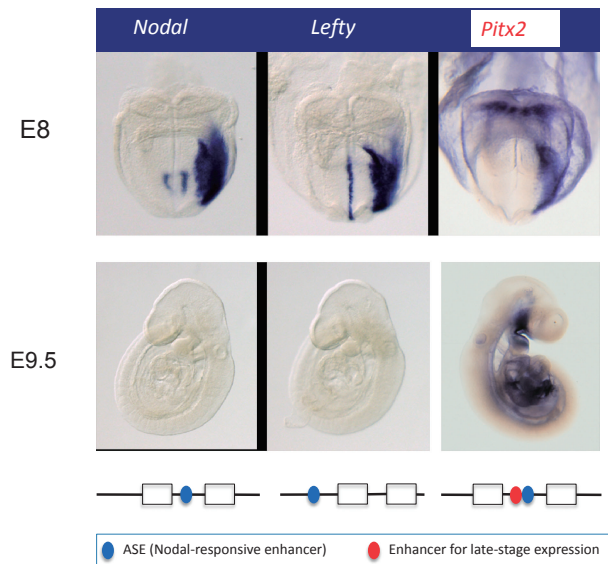 Nodal Lefty Pitx2
E8
E9.5
ASE (Nodal-responsive enhancer) Enhancer for late-stage expression